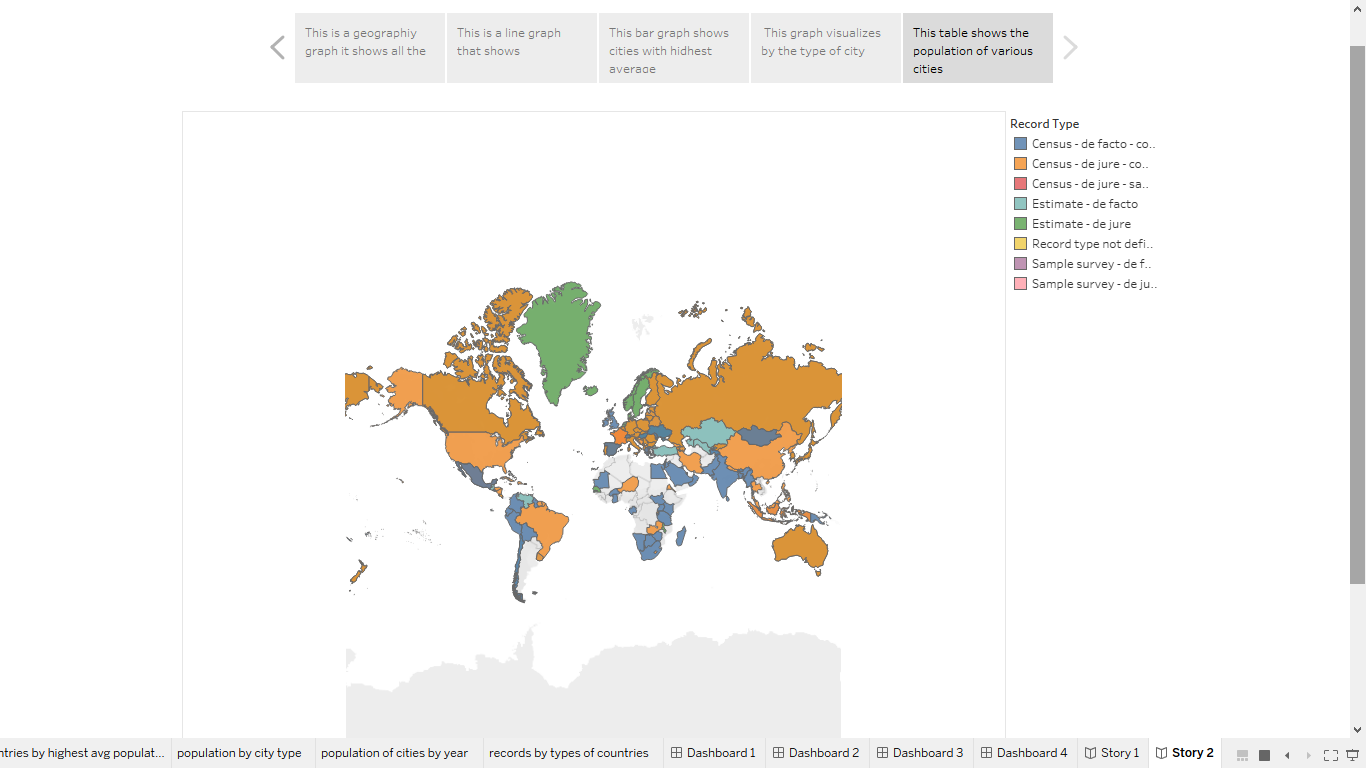 This is a geographiy
graph it shows all the
This is a line graph
that shows
This bar graph shows
cities with hidhest
average
This graph visualizes
by the type of city
This table shows the
population of various
cities
Record Type
Census - de facto - co..
Census - de jure - co..
Census - de jure - sa..
Estimate - de facto
Estimate - de jure
Record type not defi..
Sample survey - de f..
Sample survey - de ju..
ntries by highest avg populat... population by city type population of cities by year records by types of countries Dashboard 1 Dashboard 2 Dashboard 3 Dashboard 4 Story 1 Story 2